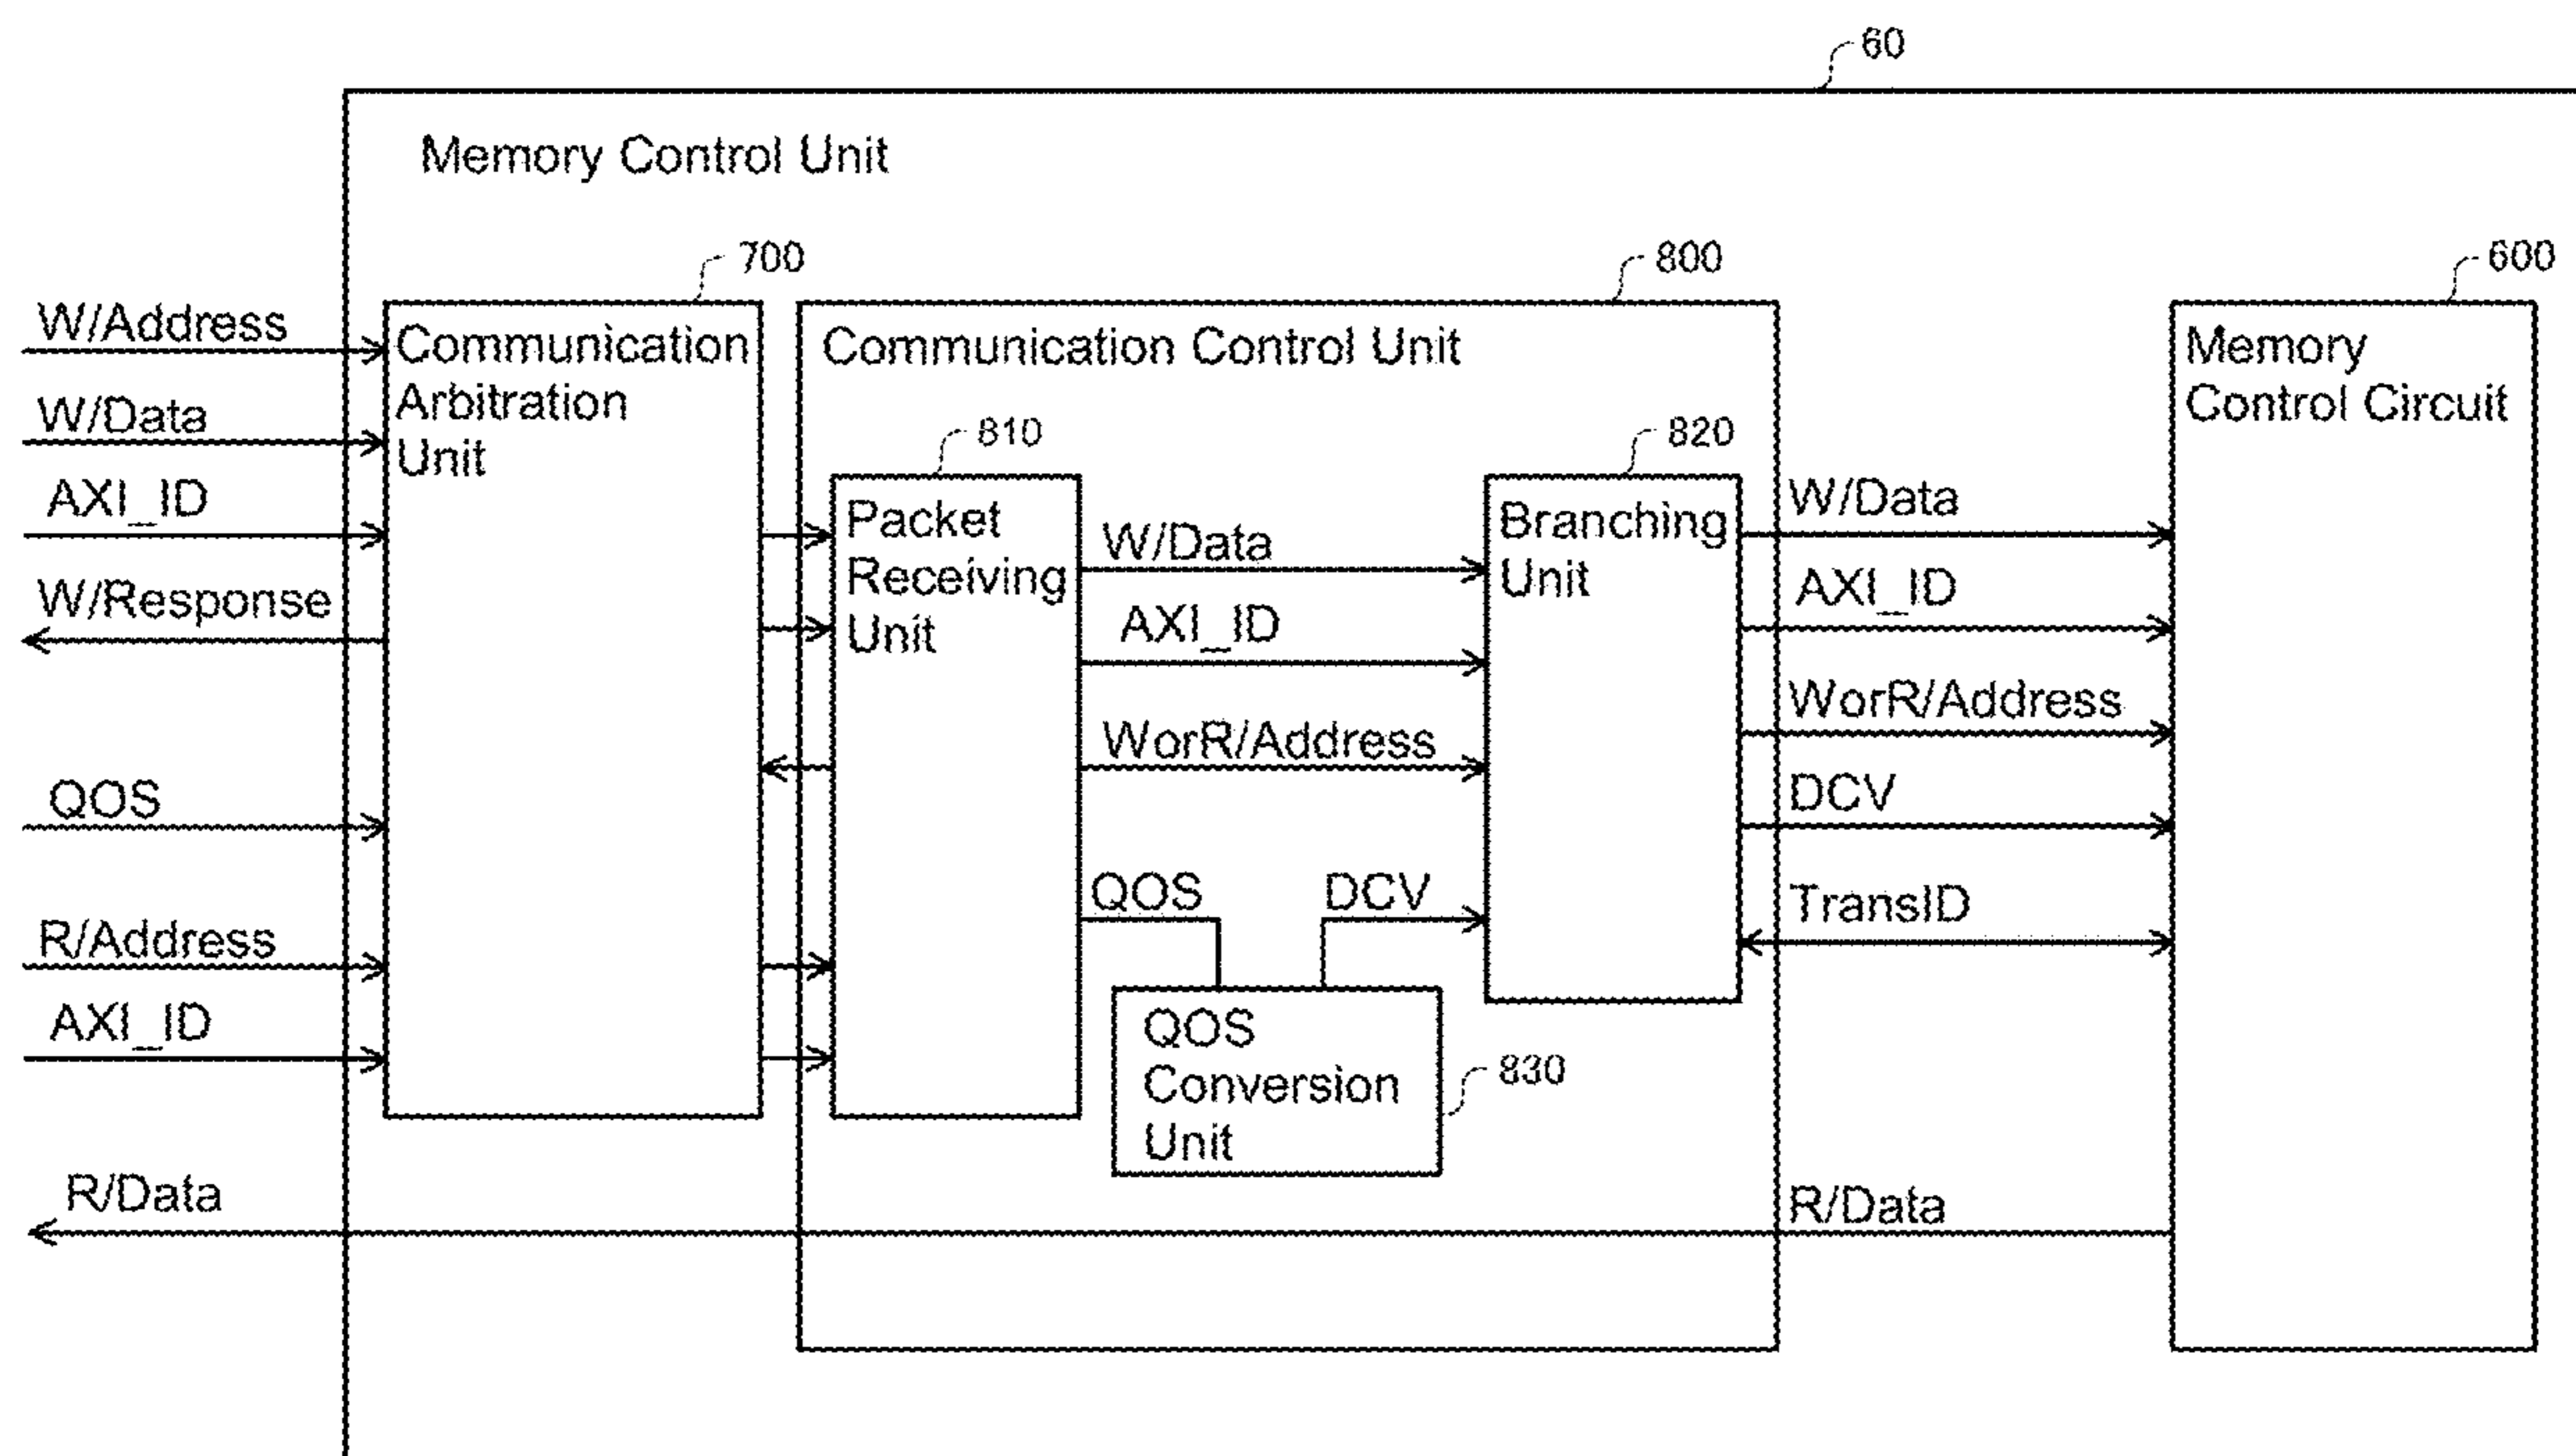 60
Memory Control Unit
700
800
600
W/Address
W/Data
AXI_ID
W/Response
QOS
R/Address
AXI_ID
R/Data
Communication
Arbitration
Unit
Communication Control Unit
810
Packet
Receiving
Unit
W/Data
AXI_ID
WorR/Address
QOS
DCV
QOS
Conversion
Unit
830
820
Branching
Unit
W/Data
AXI_ID
WorR/Address
DCV
TransID
R/Data
Memory
Control Circuit